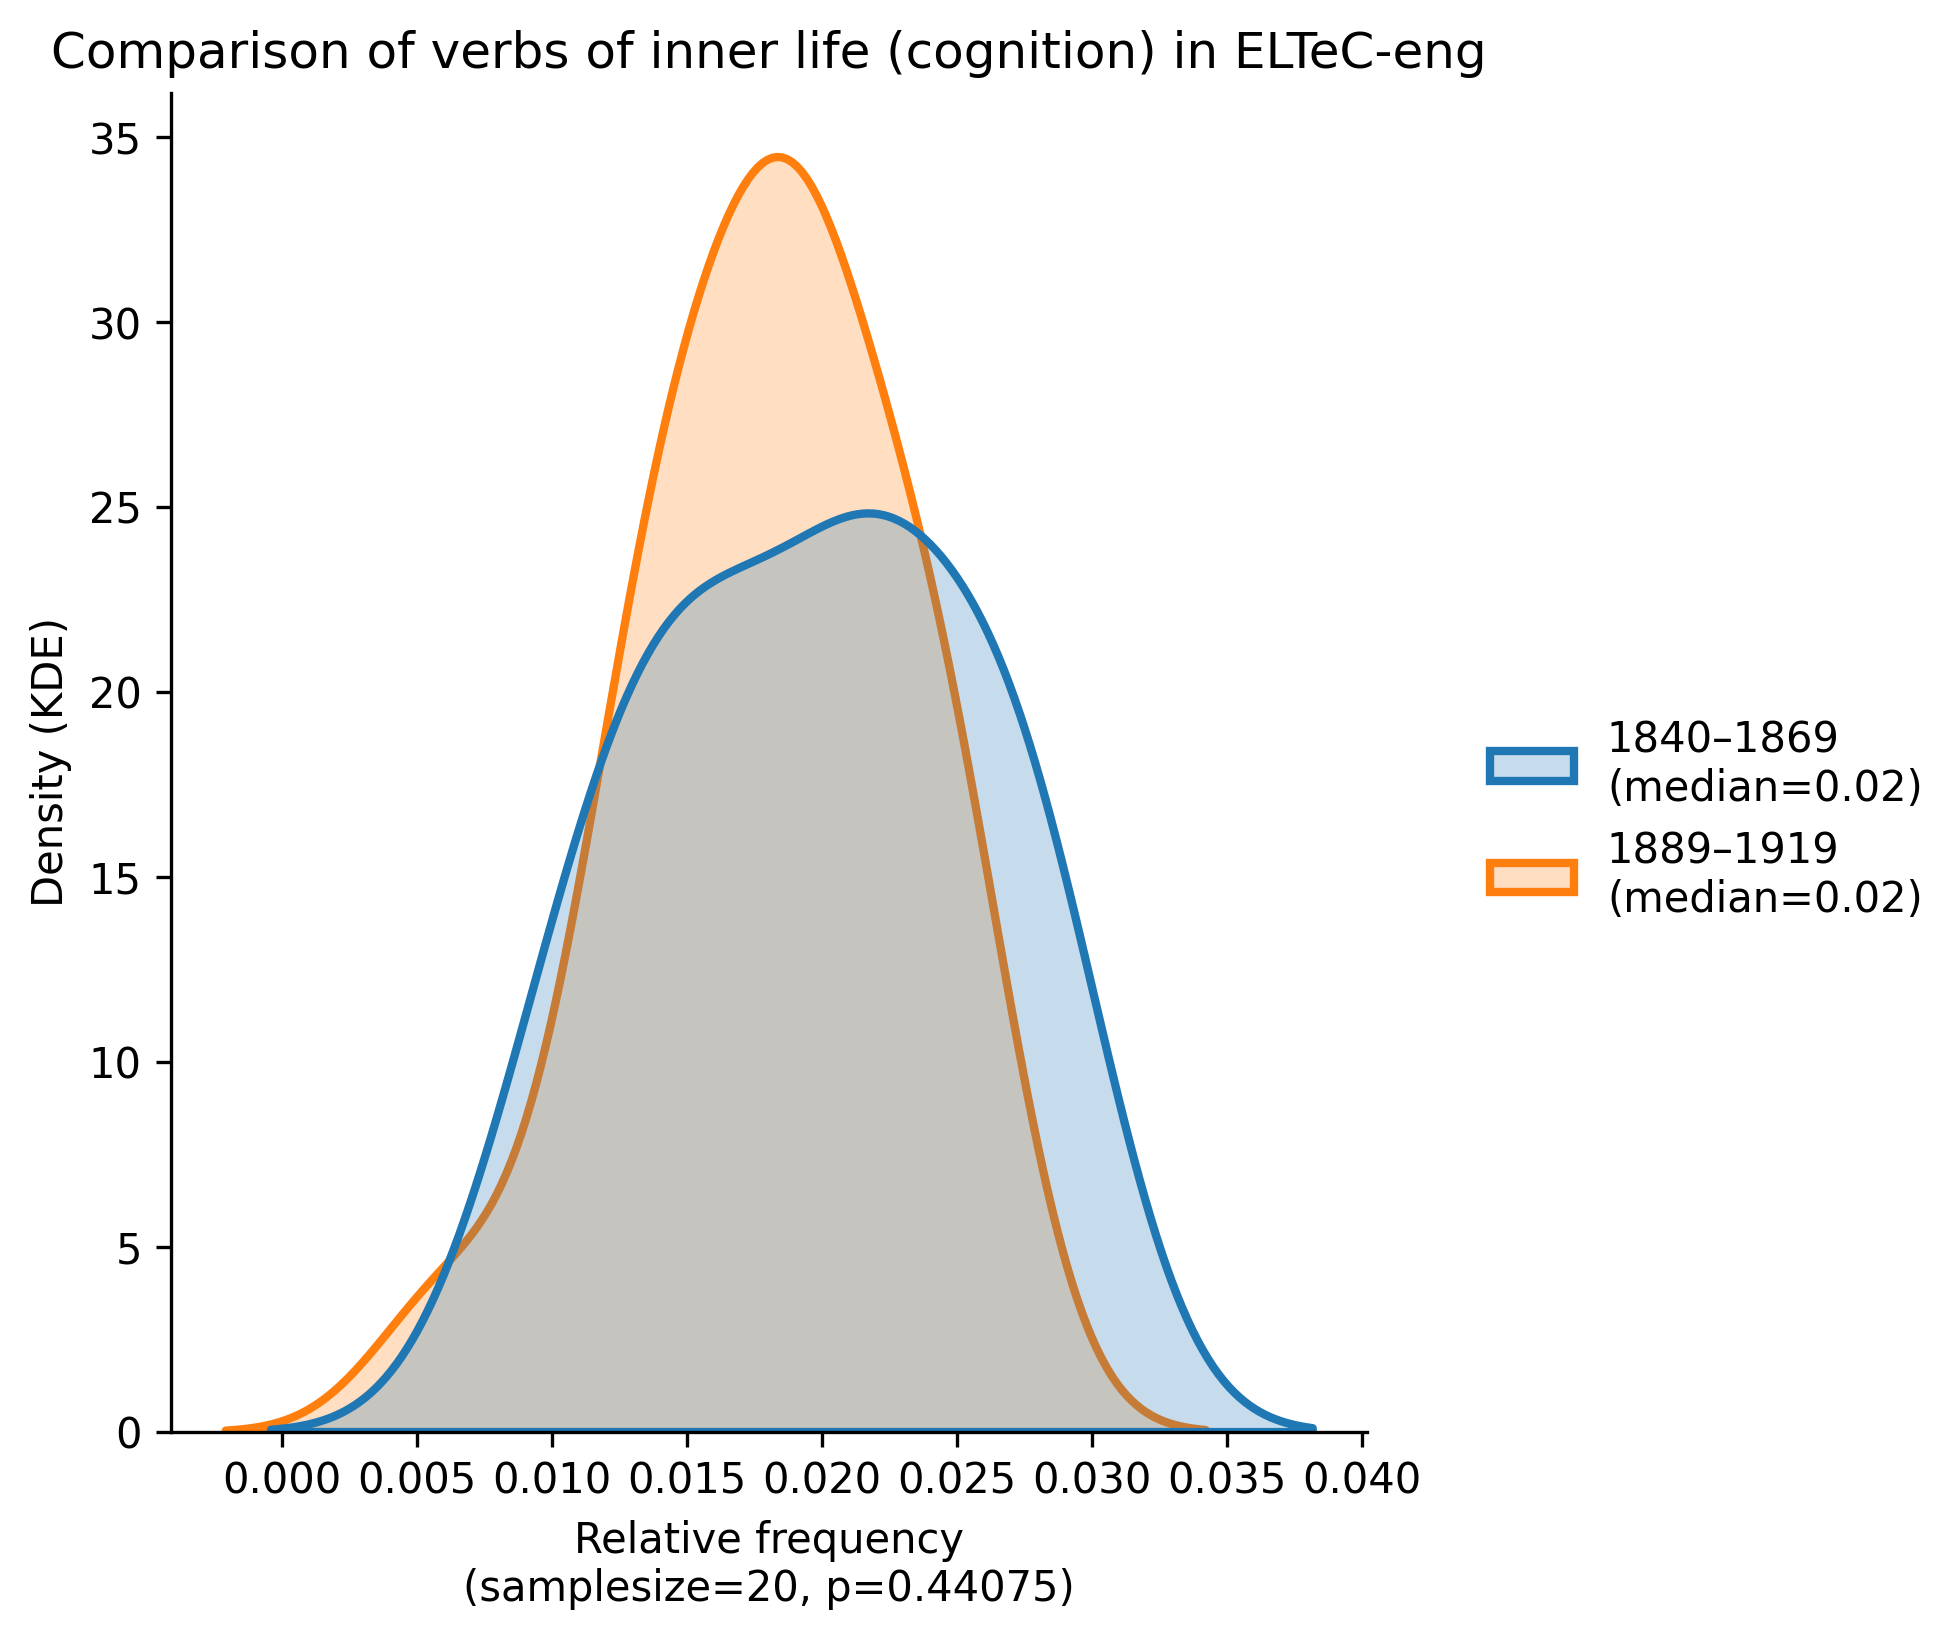 Comparison of verbs of inner life (cognition) in ELTeC-eng
35
30
25
20
15
10
5
0
Density (KDE)
0.000 0.005 0.010 0.015 0.020 0.025 0.030 0.035 0.040
Relative frequency
(samplesize=20, p=0.44075)
1840–1869
(median=0.02)
1889–1919
(median=0.02)